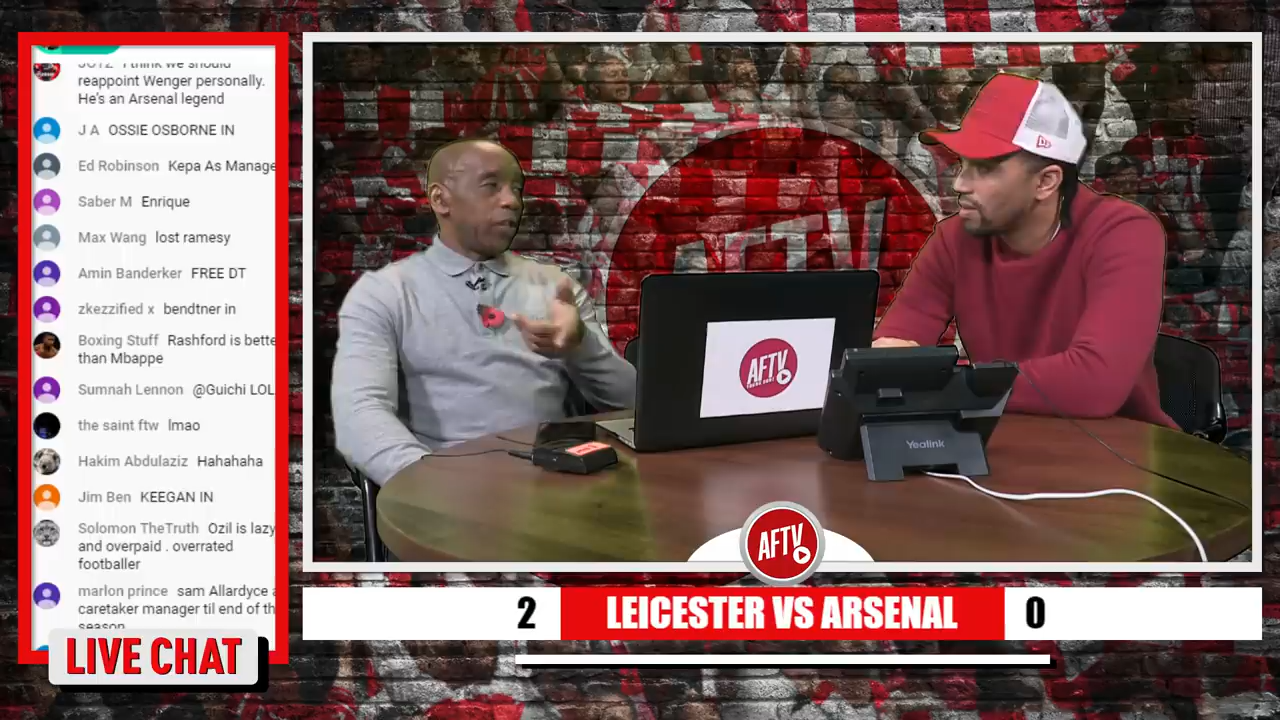 I think we should
reappoint Wenger personally.
He's an Arsenal legend
J A OSSIE OSBORNE IN
Ed Robinson Kepa As Manage
Saber M Enrique
Max Wang lost ramesy
Amin Banderker FREE DT
zkezzified x bendtner in
Boxing Stuff Rashford is bette
than Mbappe
Sumnah Lennon @Guichi LOL
the saint ftw lmao
Hakim Abdulaziz Hahahaha
Jim Ben KEEGAN IN
Solomon TheTruth Ozil is lazy
and overpaid . overrated
footballer
marlon prince sam Allardyce a
caretaker manager til end of th
season
LIVE CHAT
AFTV
AFTV
Yealink
AFTV
2 LEICESTER VS ARSENAL 0